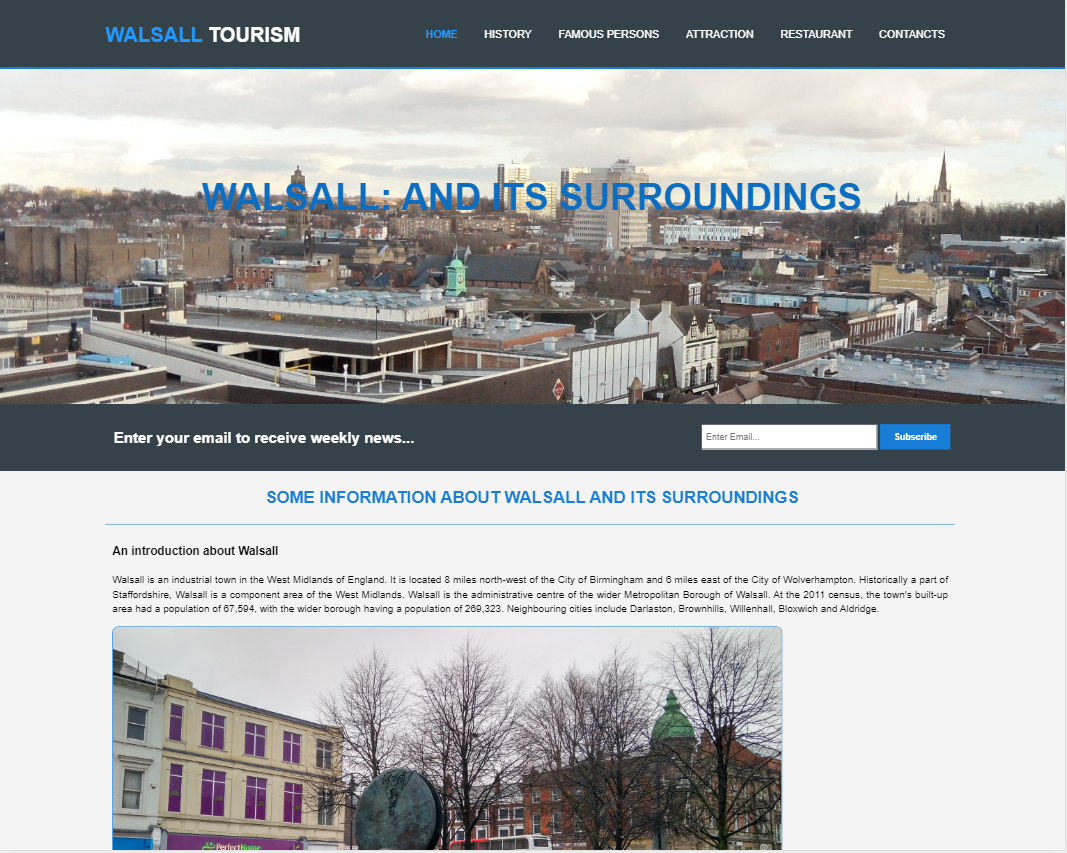 WALSALL TOURISM
HOME HISTORY FAMOUS PERSONS ATTRACTION RESTAURANT CONTANCTS
WALSALL: AND ITS SURROUNDINGS
Enter your email to receive weekly news...
Enter Email... Subscribe
SOME INFORMATION ABOUT WALSALL AND ITS SURROUNDINGS
An introduction about Walsall
Walsall is an industrial town in the West Midlands of England. It is located 8 miles north-west of the City of Birmingham and 6 miles east of the City of Wolverhampton. Historically a part of
Staffordshire, Walsall is a component area of the West Midlands. Walsall is the administrative centre of the wider Metropolitan Borough of Walsall. At the 2011 census, the town's built-up
area had a population of 67,594, with the wider borough having a population of 269,323. Neighbouring cities include Darlaston, Brownhills, Willenhall, Bloxwich and Aldridge.
PerfectHome